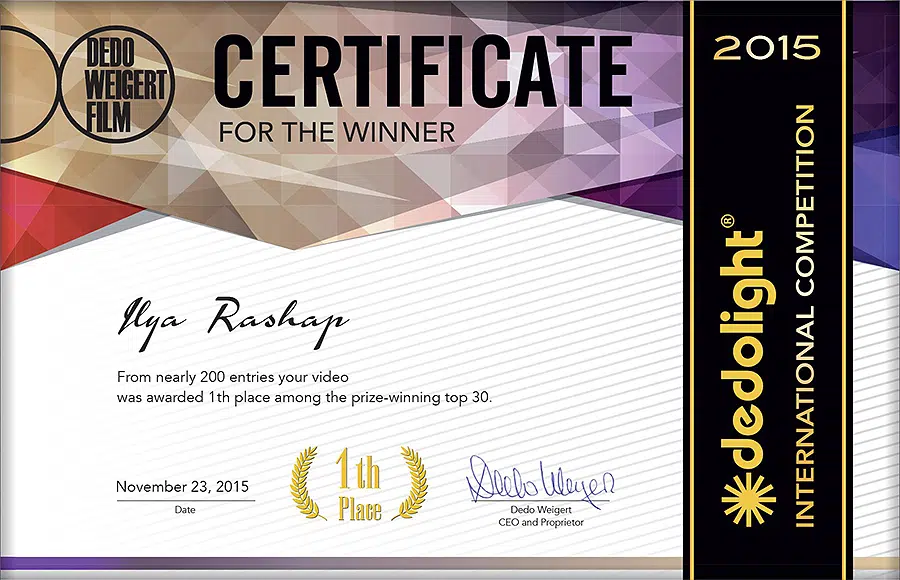 DEDO
WEIGERT
FILM
CERTIFICATE
FOR THE WINNER
Ilya Rashap
From nearly 200 entries your video
was awarded 1th place among the prize-winning top 30.
November 23, 2015
Date
1th
Place
Dedo Weigert
Dedo Weigert
CEO and Proprietor
2015
dedolight®
INTERNATIONAL COMPETITION